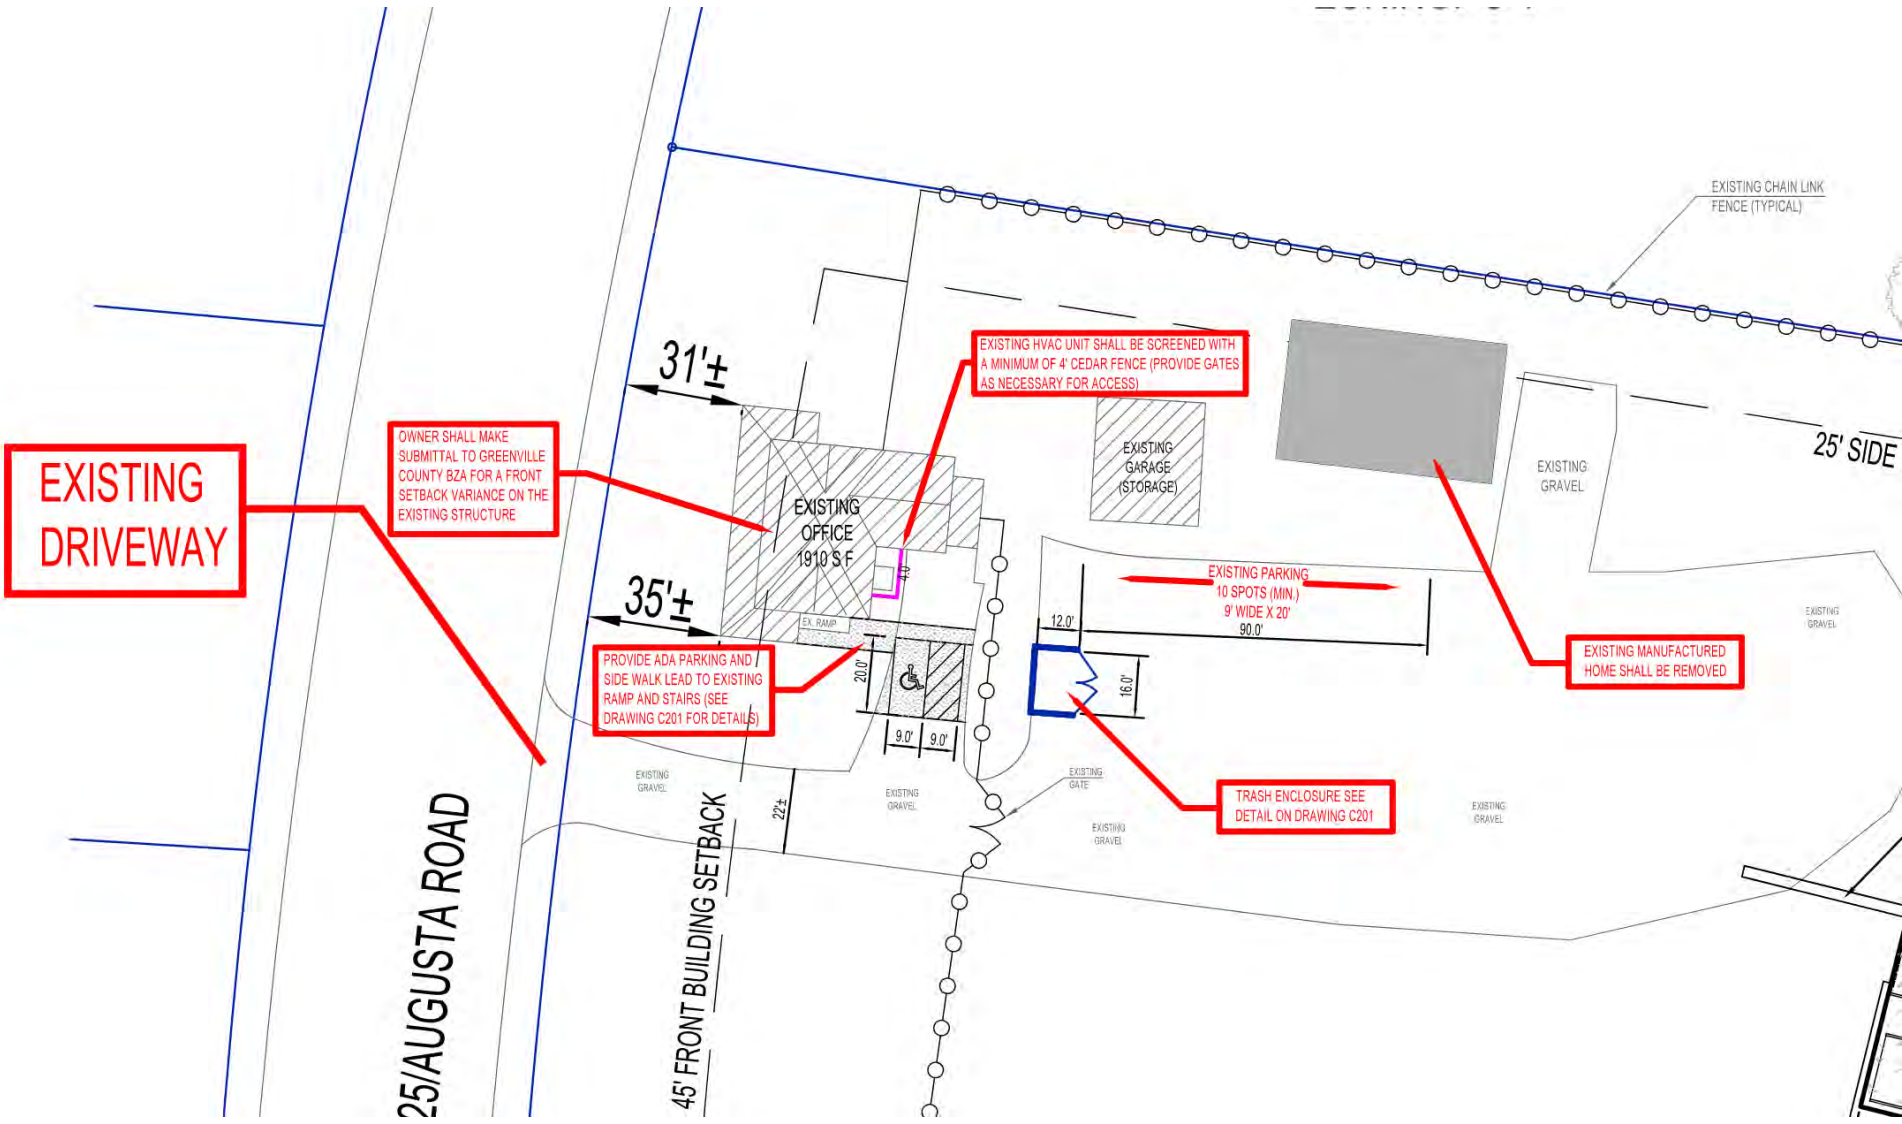 EXISTING CHAIN LINK
FENCE (TYPICAL)
31'±
EXISTING HVAC UNIT SHALL BE SCREENED WITH
A MINIMUM OF 4' CEDAR FENCE (PROVIDE GATES
AS NECESSARY FOR ACCESS)
OWNER SHALL MAKE
SUBMITTAL TO GREENVILLE
COUNTY BZA FOR A FRONT
SETBACK VARIANCE ON THE
EXISTING STRUCTURE
EXISTING
DRIVEWAY
EXISTING
GARAGE
(STORAGE)
25' SIDE
EXISTING
GRAVEL
EXISTING
OFFICE
1910 S F
4.0'
EXISTING PARKING
10 SPOTS (MIN.)
9' WIDE X 20'
90.0'
12.0'
16.0'
35'±
EX. RAMP
EXISTING
GRAVEL
PROVIDE ADA PARKING AND
SIDE WALK LEAD TO EXISTING
RAMP AND STAIRS (SEE
DRAWING C201 FOR DETAILS)
20.0'
9.0'
9.0'
EXISTING MANUFACTURED
HOME SHALL BE REMOVED
EXISTING
GRAVEL
22'±
EXISTING
GRAVEL
EXISTING
GATE
EXISTING
GRAVEL
TRASH ENCLOSURE SEE
DETAIL ON DRAWING C201
EXISTING
GRAVEL
25/AUGUSTA ROAD
45' FRONT BUILDING SETBACK